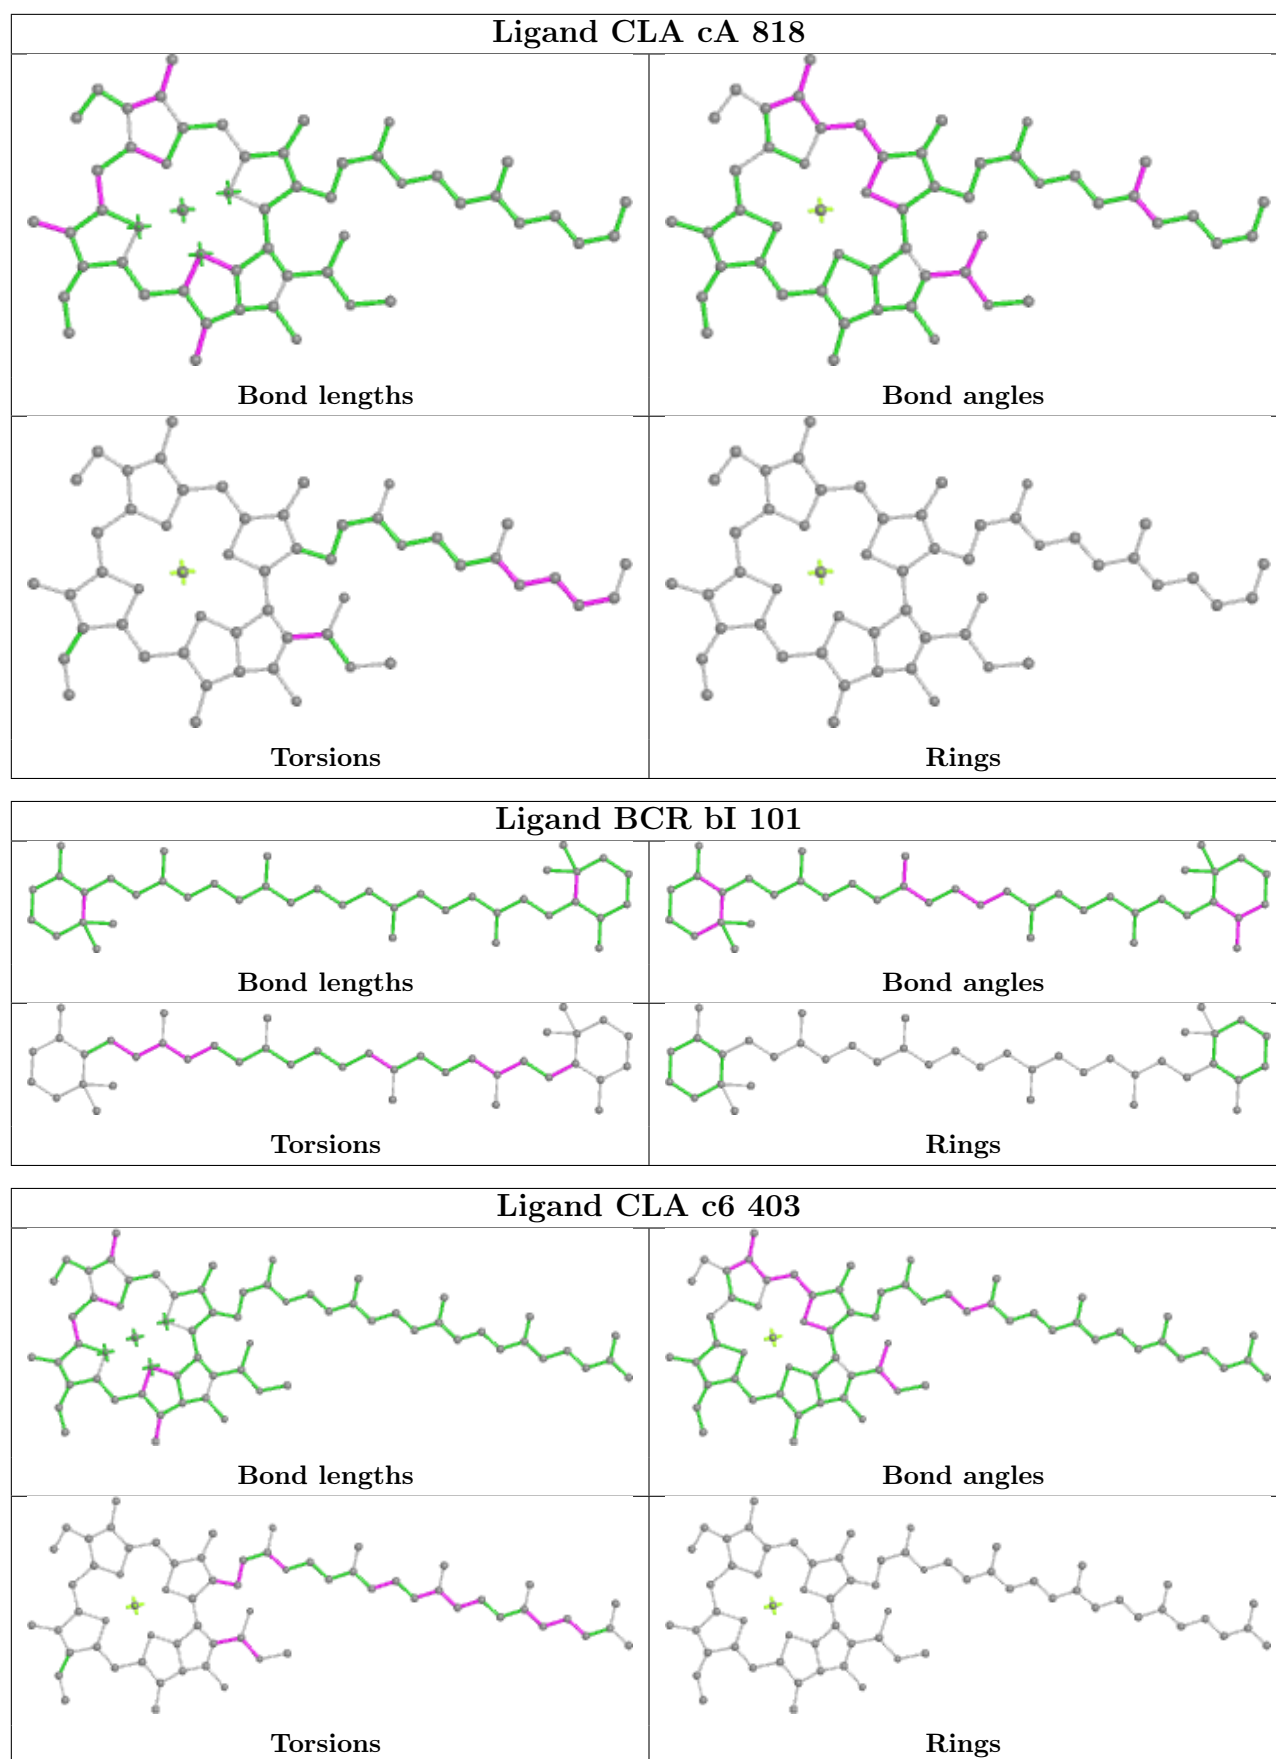 Ligand CLA cA 818
Bond lengths
Bond angles
Torsions
Rings
Ligand BCR bI 101
Bond lengths
Bond angles
Torsions
Rings
Ligand CLA c6 403
Bond lengths
Bond angles
Torsions
Rings